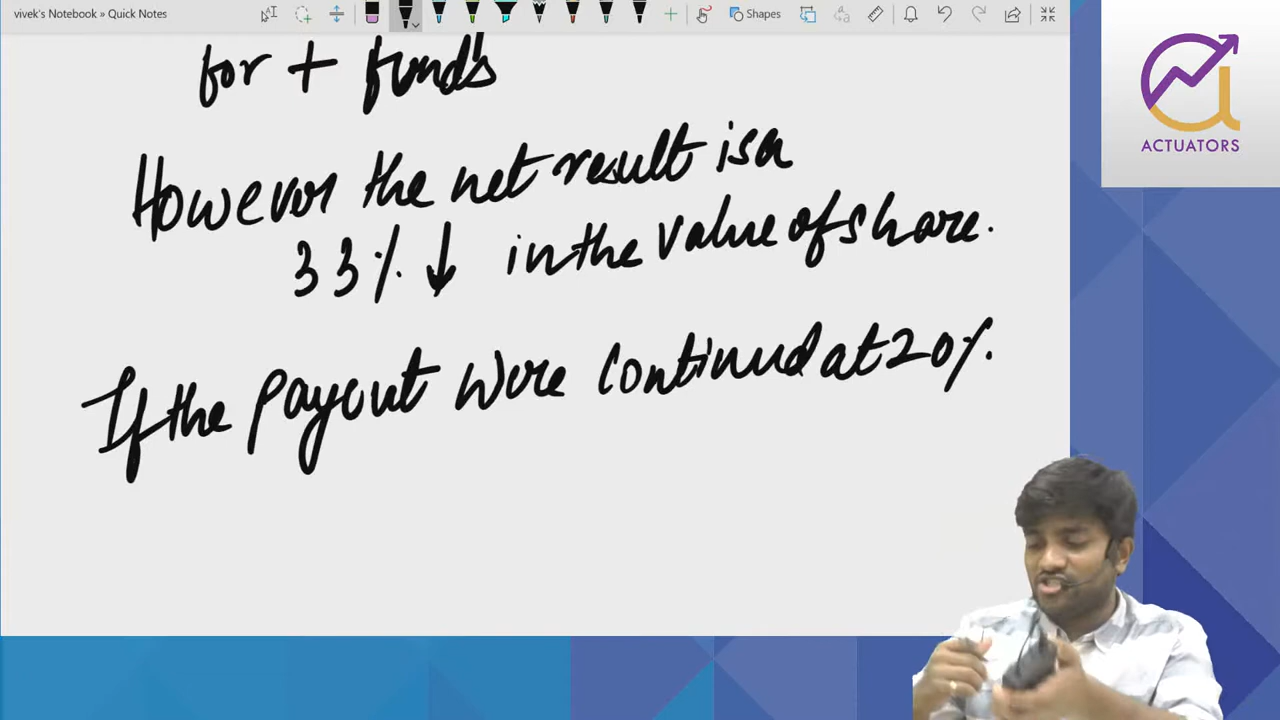 vivek's Notebook » Quick Notes
Shapes
for + funds
However the net result is a
33% ↓ in the value of share.
If the payout were continued at 20%.
ACTUATORS